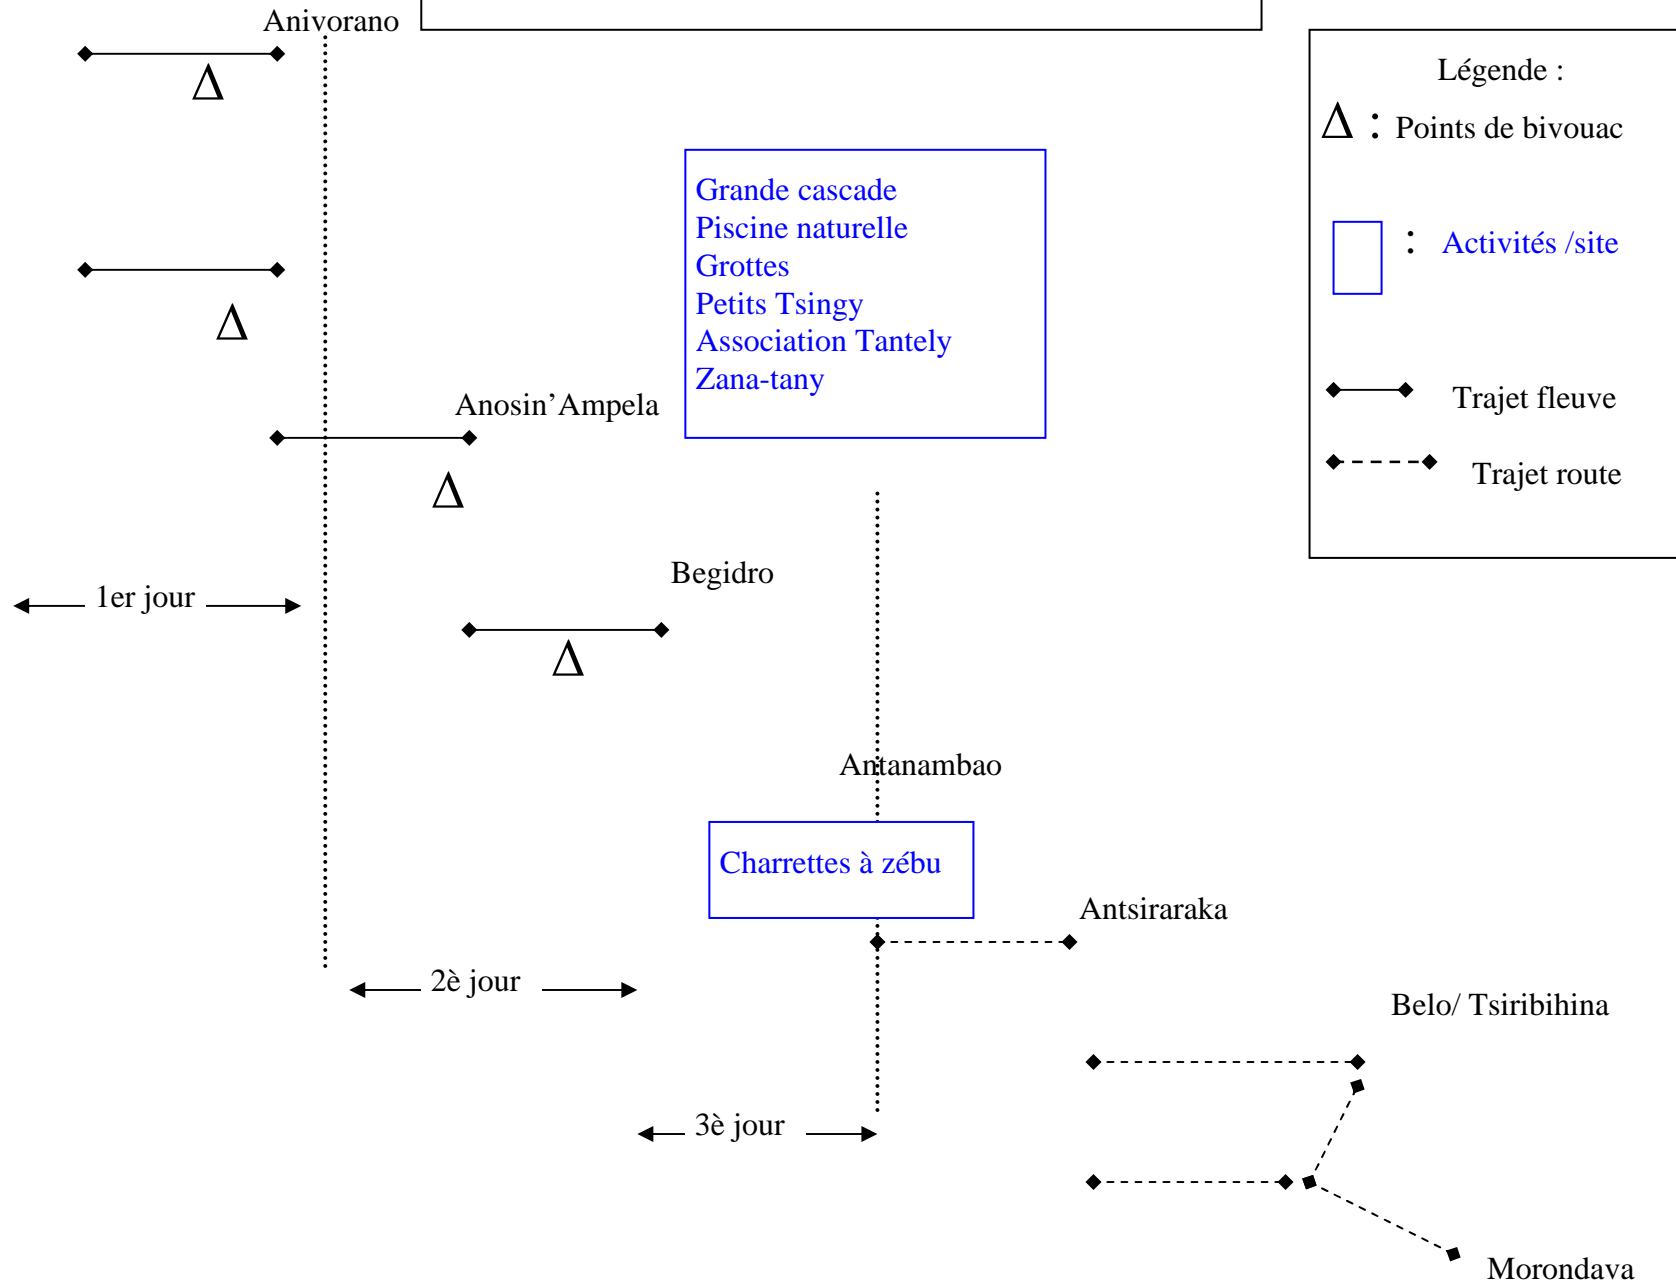 Anivorano
Δ
Δ
Grande cascade
Piscine naturelle
Grottes
Petits Tsingy
Association Tantely
Zana-tany
Anosin’Ampela
Δ
Begidro
1er jour
Δ
Antanambao
Charrettes à zébu
Antsiraraka
2è jour
Belo/ Tsiribihina
3è jour
Morondava
Légende :
Δ : Points de bivouac
: Activités /site
Trajet fleuve
Trajet route